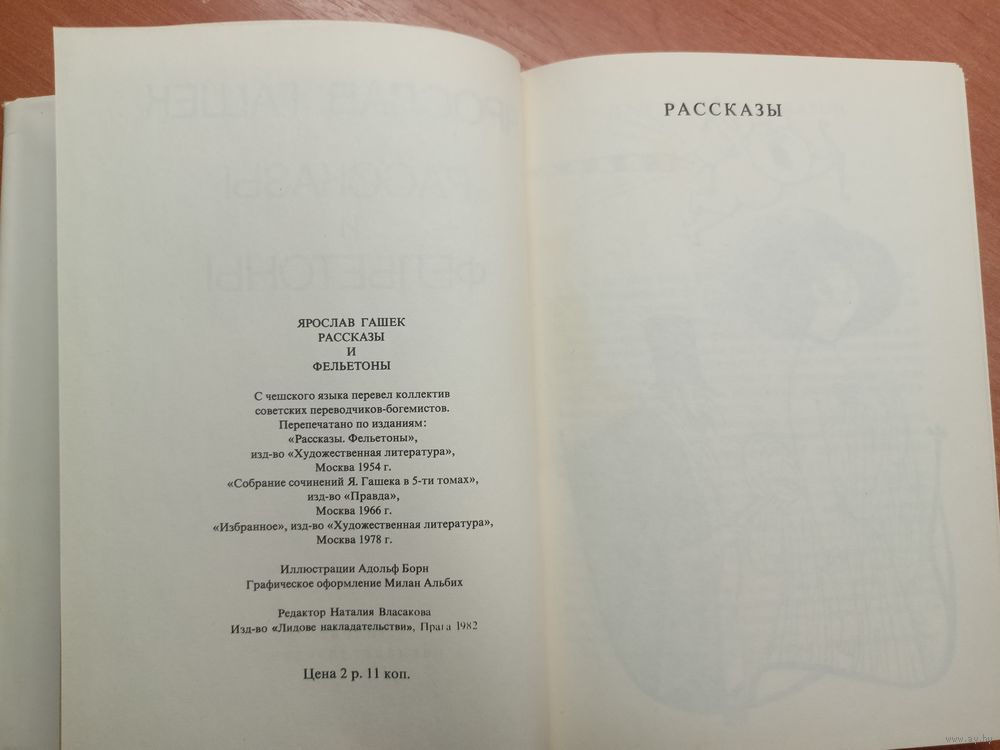 ЯРОСЛАВ ГАШЕК
РАССКАЗЫ
И
ФЕЛЬЕТОНЫ
С чешского языка перевел коллектив
советских переводчиков-богемистов.
Перепечатано по изданиям:
«Рассказы. Фельетоны»,
изд-во «Художественная литература»,
Москва 1954 г.
«Собрание сочинений Я. Гашека в 5-ти томах»,
изд-во «Правда»,
Москва 1966 г.
«Избранное», изд-во «Художественная литература»,
Москва 1978 г.
Иллюстрации Адольф Борн
Графическое оформление Милан Альбих
Редактор Наталия Власакова
Изд-во «Лидове накладательстви», Прага 1982
Цена 2 р. 11 коп.
РАССКАЗЫ
www.ay.by